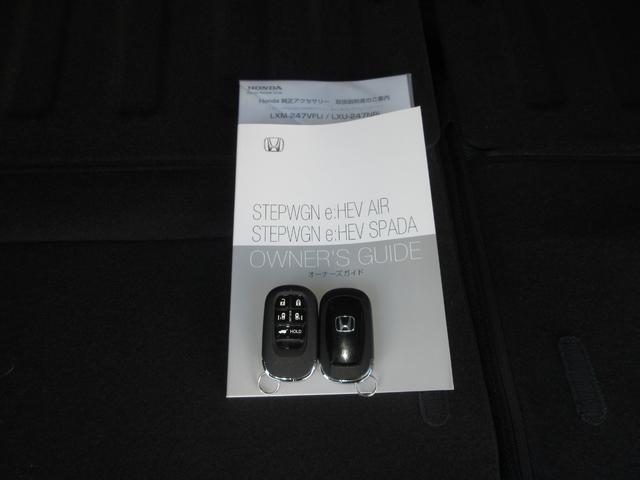 HONDA
Honda 純正アクセサリー 取扱説明書のご案内
LXM-247VFLi / LXU-247NFLi
STEPWGN e:HEV AIR
STEPWGN e:HEV SPADA
OWNER'S GUIDE
オーナーズガイド
HOLD